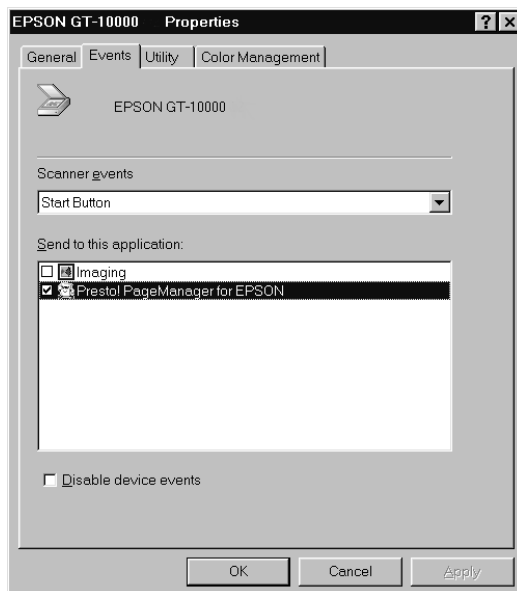 EPSON GT-10000 Properties ? ×
General Events Utility Color Management
EPSON GT-10000
Scanner events
Start Button
Send to this application:
Imaging
Presto! PageManager for EPSON
Disable device events
OK Cancel Apply